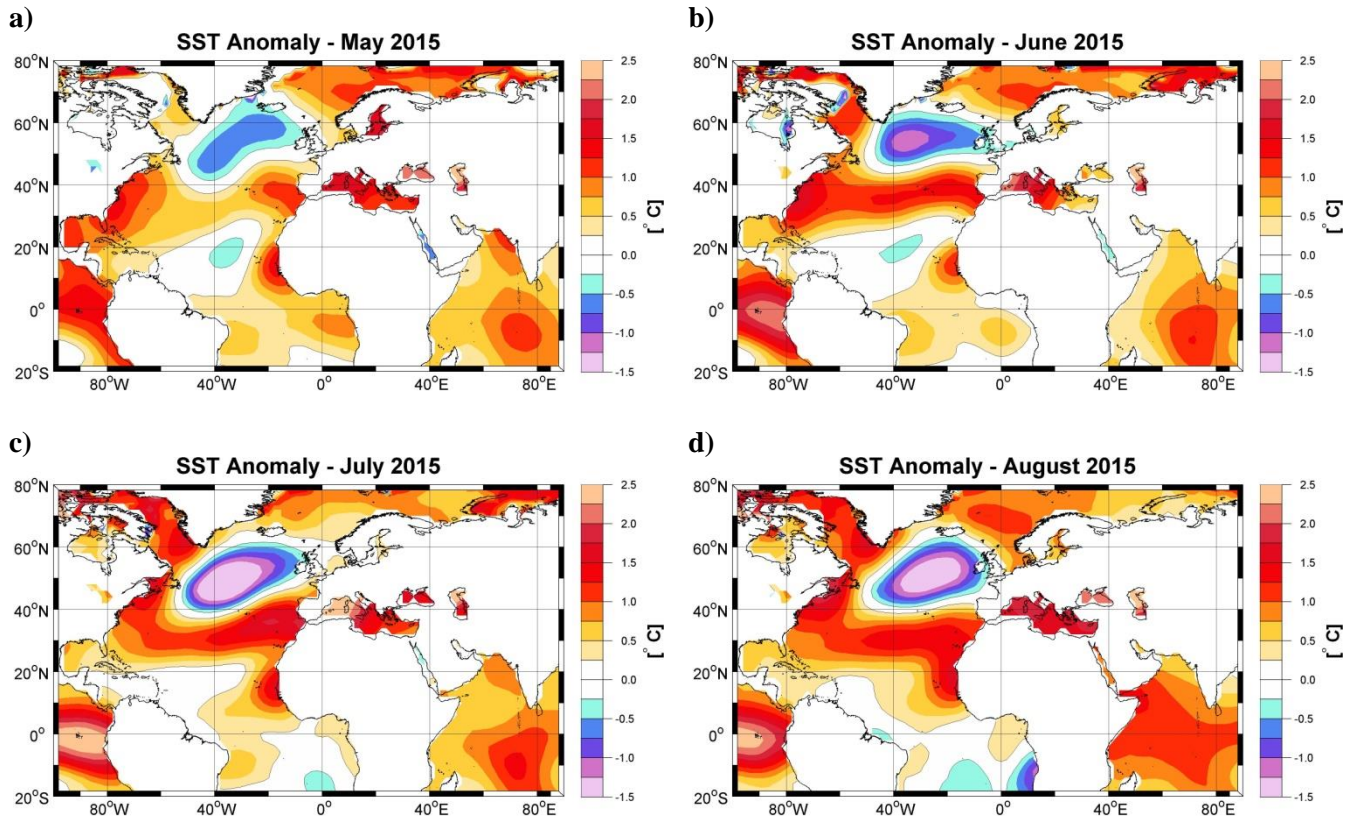 a)
SST Anomaly - May 2015
80°N
60°N
40°N
20°N
0°
20°S
80°W
40°W
0°
40°E
80°E
2.5
2.0
1.5
1.0
0.5
0.0
-0.5
-1.0
-1.5
[° C]
b)
SST Anomaly - June 2015
80°N
60°N
40°N
20°N
0°
20°S
80°W
40°W
0°
40°E
80°E
2.5
2.0
1.5
1.0
0.5
0.0
-0.5
-1.0
-1.5
[° C]
c)
SST Anomaly - July 2015
80°N
60°N
40°N
20°N
0°
20°S
80°W
40°W
0°
40°E
80°E
2.5
2.0
1.5
1.0
0.5
0.0
-0.5
-1.0
-1.5
[° C]
d)
SST Anomaly - August 2015
80°N
60°N
40°N
20°N
0°
20°S
80°W
40°W
0°
40°E
80°E
2.5
2.0
1.5
1.0
0.5
0.0
-0.5
-1.0
-1.5
[° C]